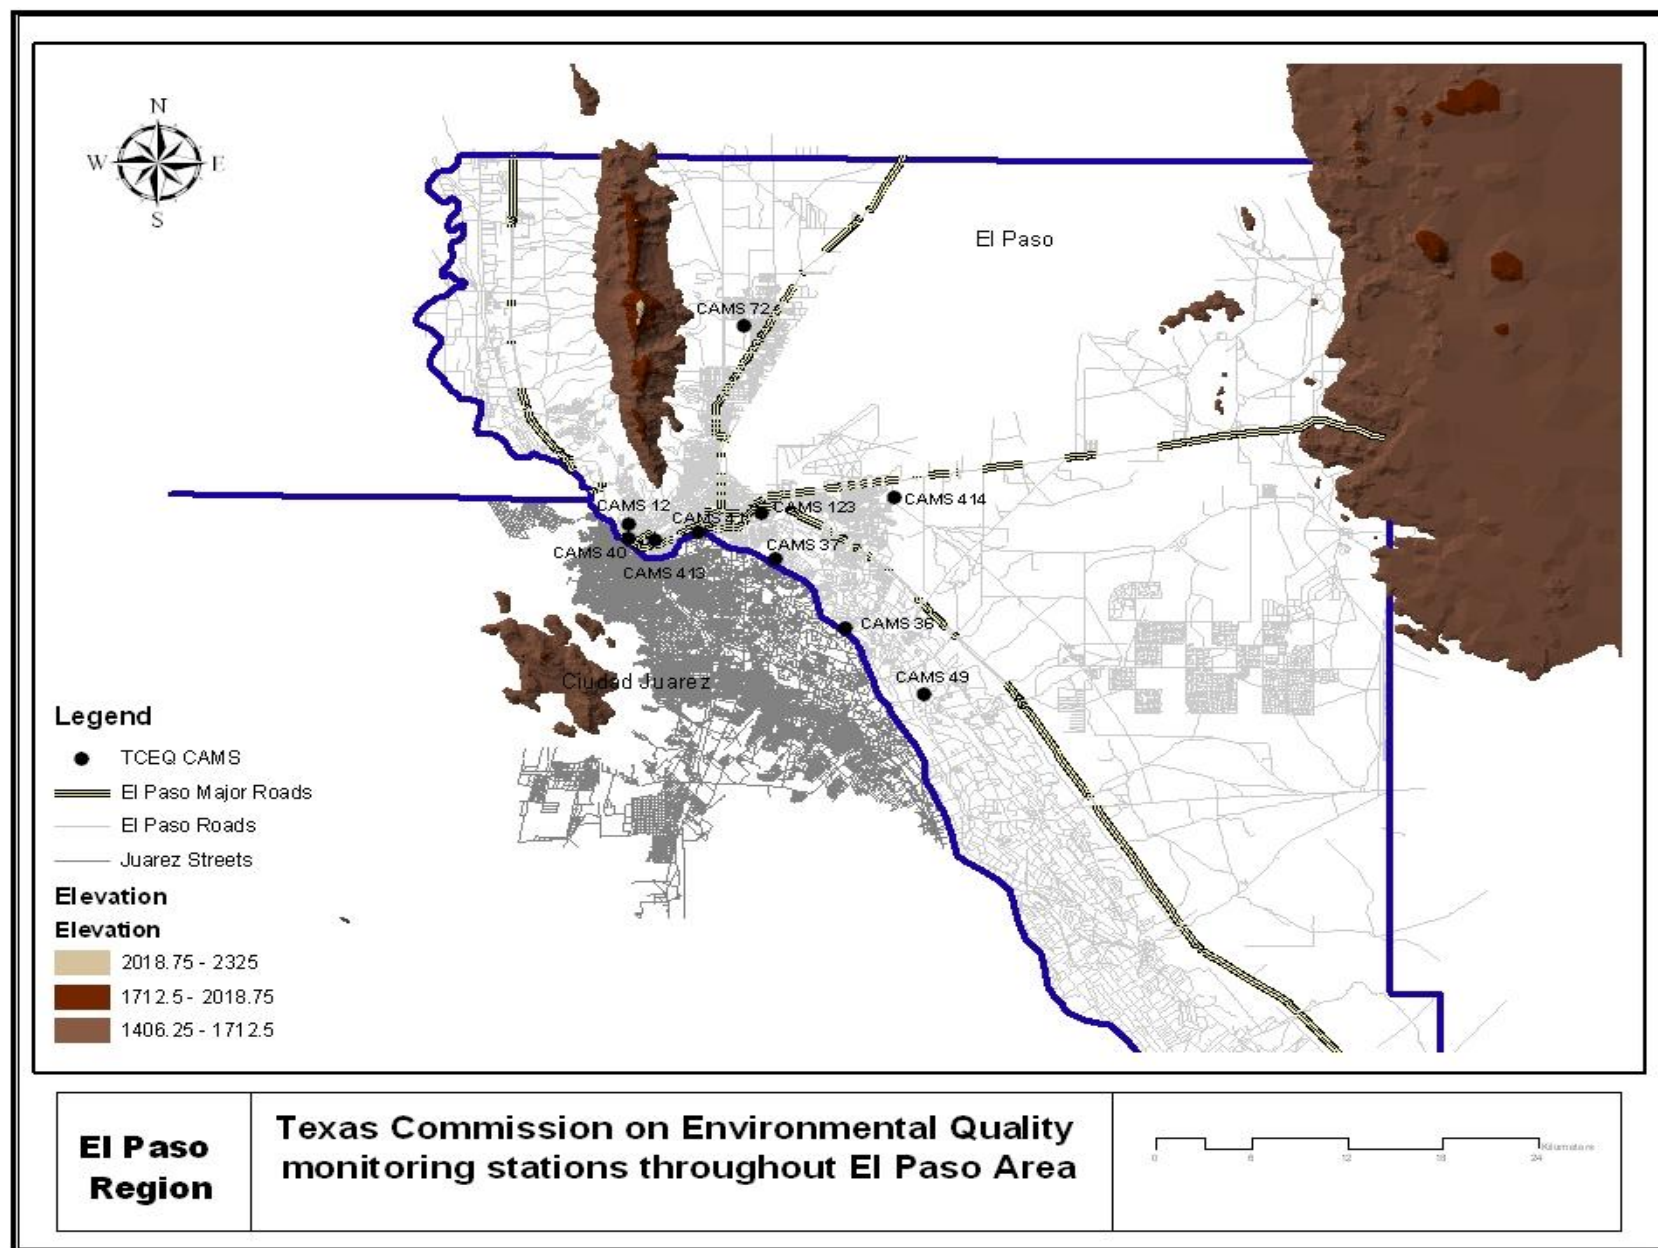 N
W E
S
El Paso
CAMS 72
CAMS 414
CAMS 12
CAMS 123
CAMS 41
CAMS 37
CAMS 40
CAMS 413
CAMS 36
CAMS 49
Ciudad Juarez
Legend
TCEQ CAMS
El Paso Major Roads
El Paso Roads
Juarez Streets
Elevation
Elevation
2018.75 - 2325
1712.5 - 2018.75
1406.25 - 1712.5
El Paso
Region
Texas Commission on Environmental Quality
monitoring stations throughout El Paso Area
Kilometers
0 6 12 18 24